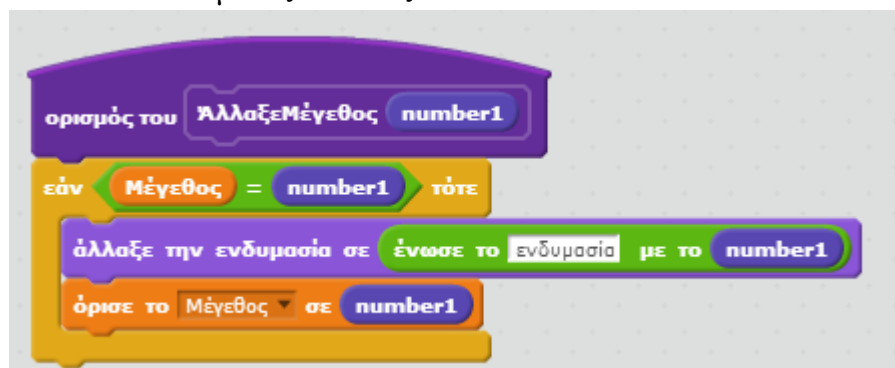 ορισμός του ΆλλαξεΜέγεθος number1
εάν Μέγεθος = number1 τότε
άλλαξε την ενδυμασία σε ένωσε το ενδυμασία με το number1
όρισε το Μέγεθος σε number1